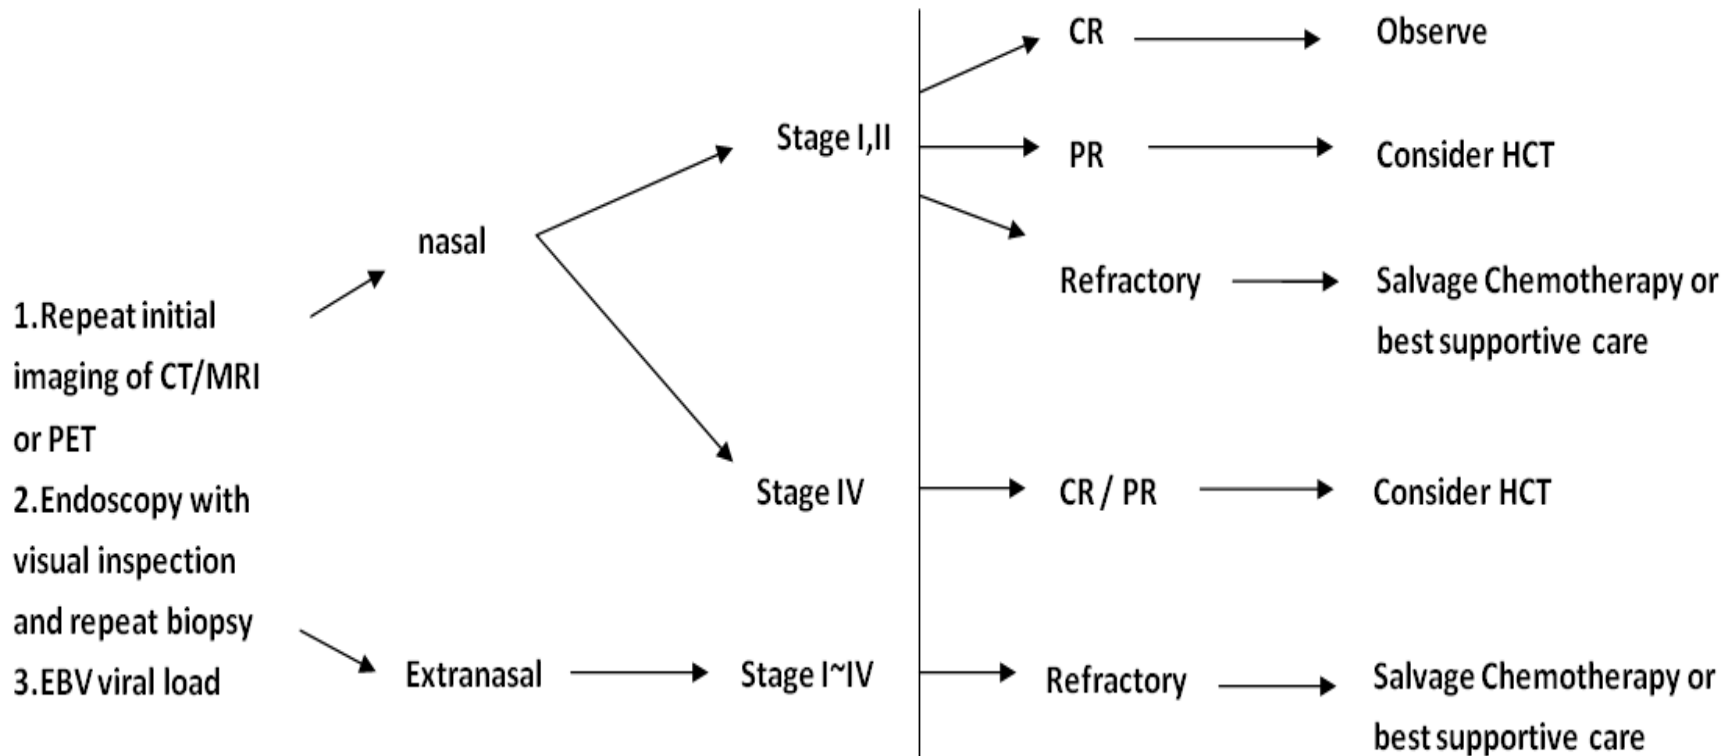 1.Repeat initial
imaging of CT/MRI
or PET
2.Endoscopy with
visual inspection
and repeat biopsy
3.EBV viral load
nasal
Extranasal
Stage I,II
Stage IV
Stage I~IV
CR
Observe
PR
Consider HCT
Refractory
Salvage Chemotherapy or
best supportive care
CR / PR
Consider HCT
Refractory
Salvage Chemotherapy or
best supportive care